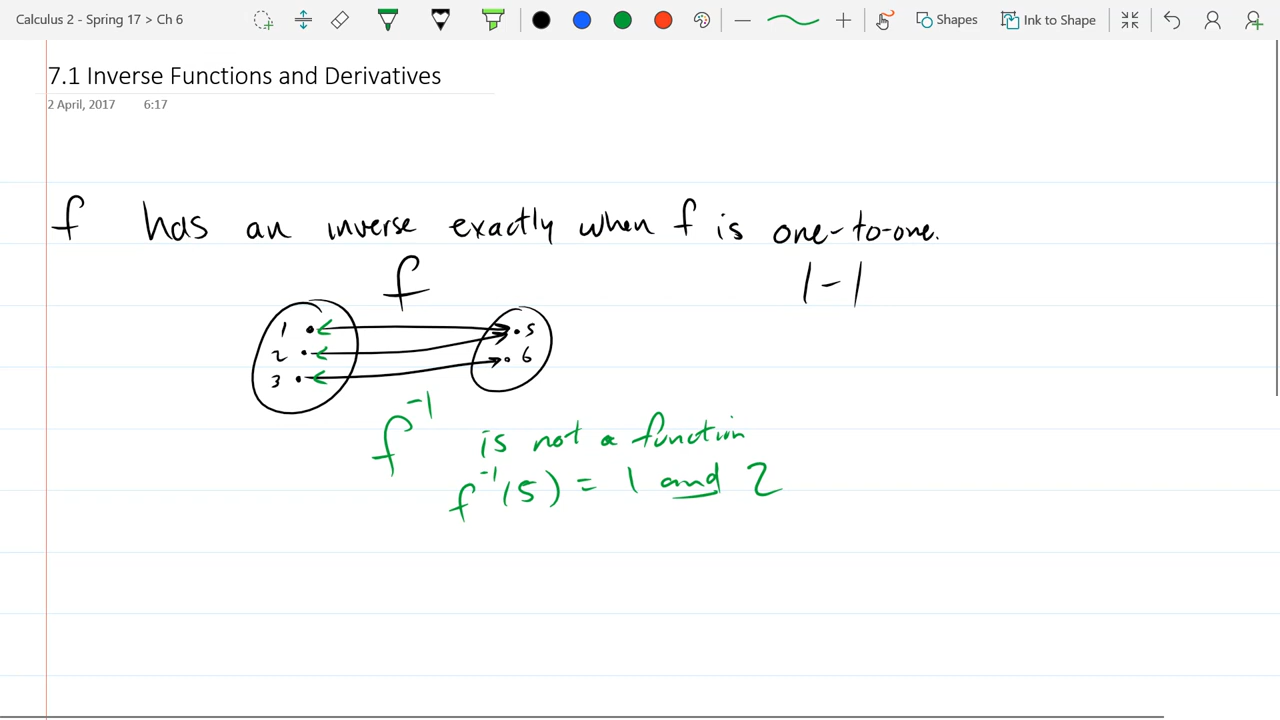 Calculus 2 - Spring 17 > Ch 6
Shapes
Ink to Shape
7.1 Inverse Functions and Derivatives
2 April, 2017 6:17
f has an inverse exactly when f is one-to-one.
f
1-1
1
2
3
5
6
f⁻¹ is not a function
f⁻¹(5) = 1 and 2